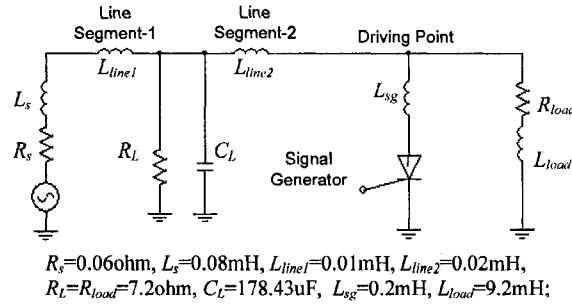 Line Segment-1
Line Segment-2
Driving Point
L_line1
L_line2
L_s
L_sg
R_load
R_s
R_L
C_L
Signal Generator
L_load
R_s=0.06ohm, L_s=0.08mH, L_line1=0.01mH, L_line2=0.02mH,
R_L=R_load=7.2ohm, C_L=178.43uF, L_sg=0.2mH, L_load=9.2mH;